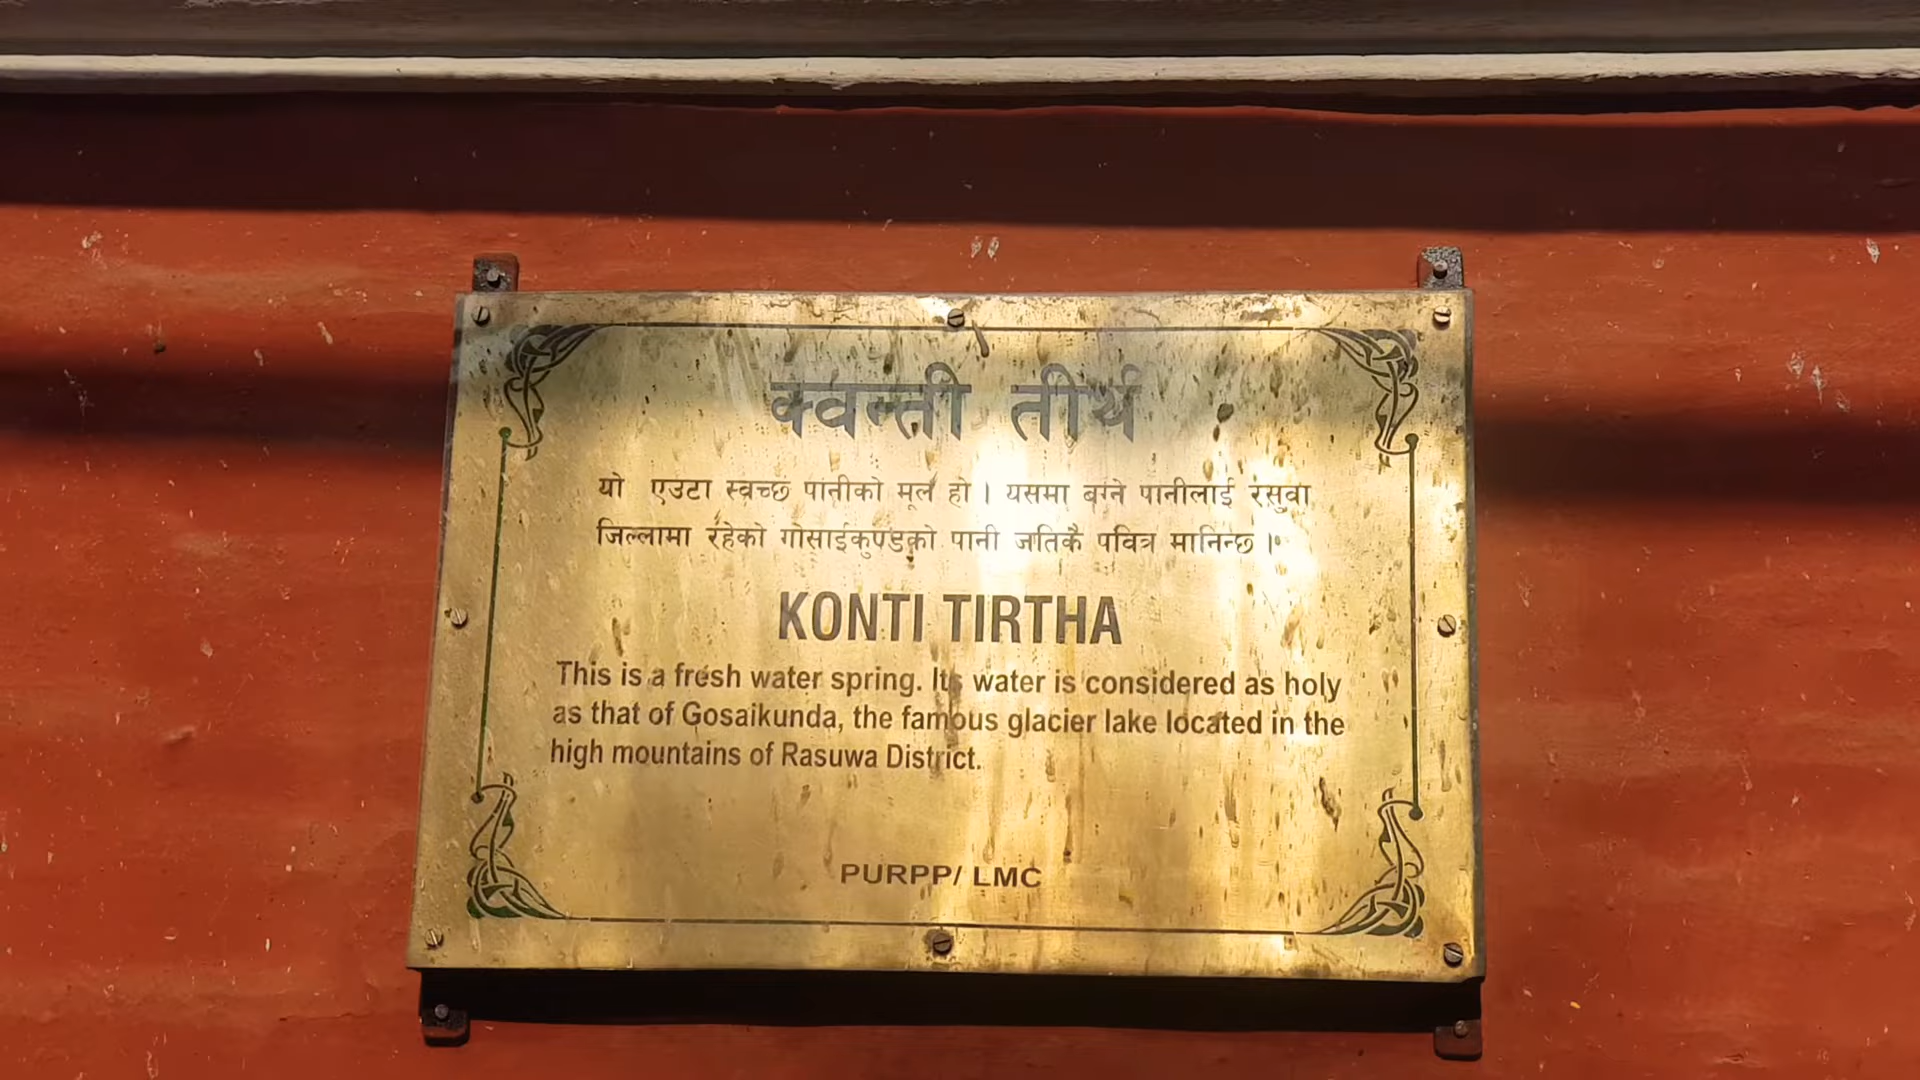 क्वन्ती तीर्थ
यो एउटा स्वच्छ पानीको मूल हो । यसमा बग्ने पानीलाई रसुवा
जिल्लामा रहेको गोसाईकुण्डको पानी जतिकै पवित्र मानिन्छ ।
KONTI TIRTHA
This is a fresh water spring. Its water is considered as holy
as that of Gosaikunda, the famous glacier lake located in the
high mountains of Rasuwa District.
PURPP/ LMC